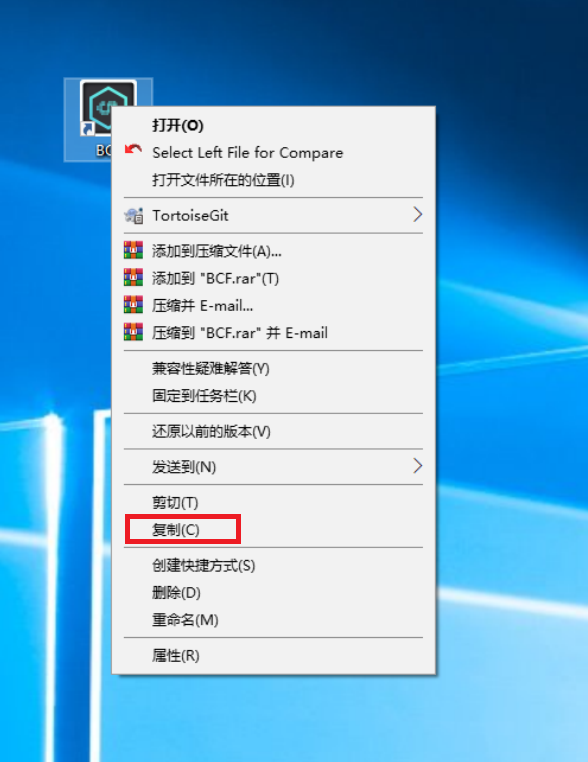 BC
打开(O)
Select Left File for Compare
打开文件所在的位置(I)
TortoiseGit
添加到压缩文件(A)...
添加到 "BCF.rar"(T)
压缩并 E-mail...
压缩到 "BCF.rar" 并 E-mail
兼容性疑难解答(Y)
固定到任务栏(K)
还原以前的版本(V)
发送到(N)
剪切(T)
复制(C)
创建快捷方式(S)
删除(D)
重命名(M)
属性(R)